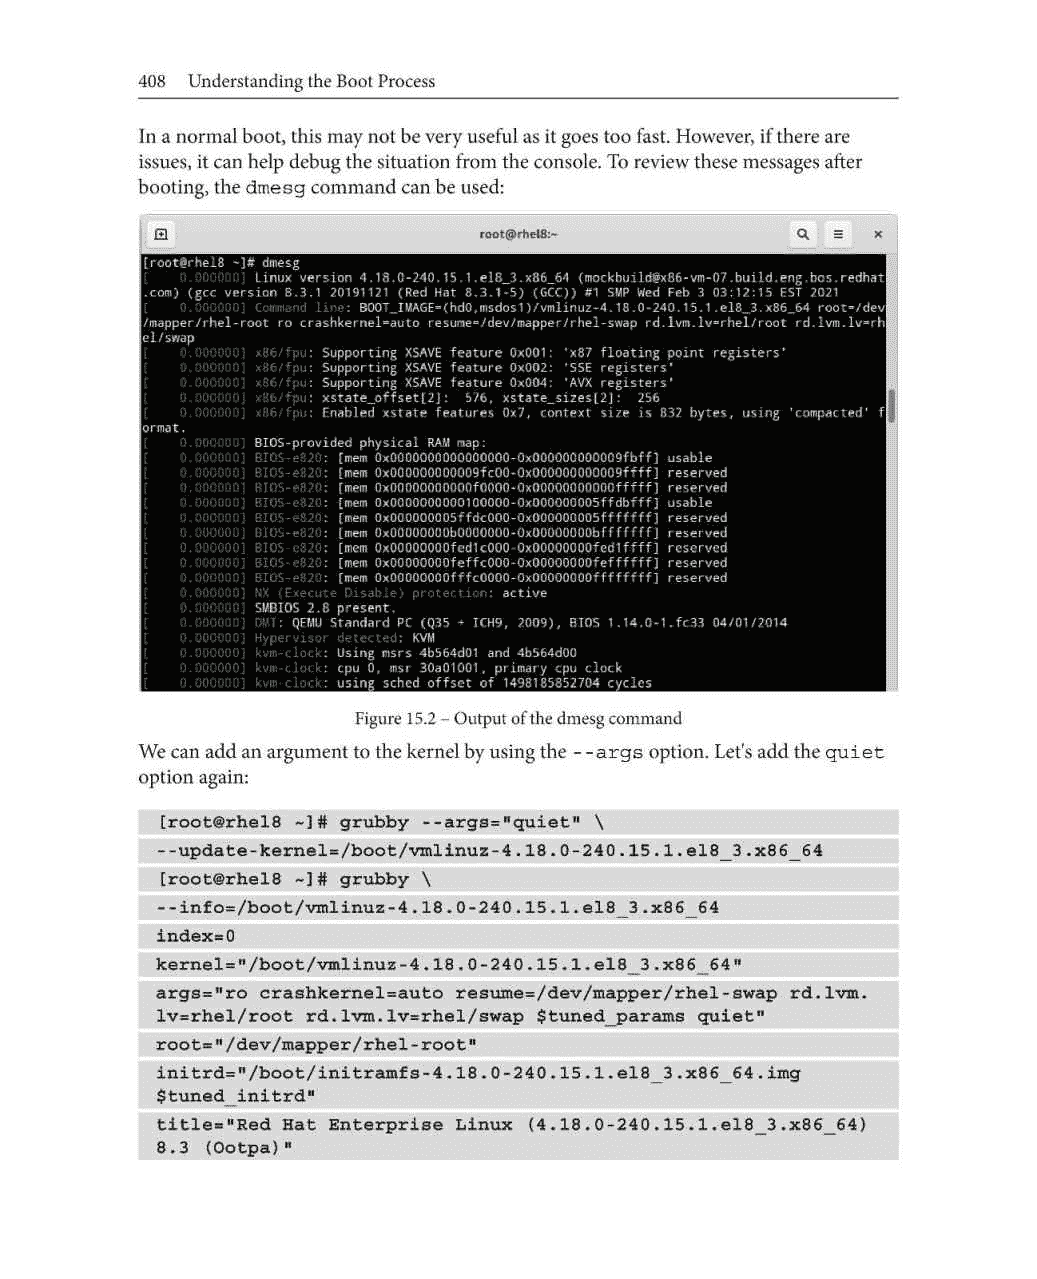 408 Understanding the Boot Process
In a normal boot, this may not be very useful as it goes too fast. However, if there are
issues, it can help debug the situation from the console. To review these messages after
booting, the dmesg command can be used:
root@rhel8:~
[root@rhel8 ~]# dmesg
[    0.000000] Linux version 4.18.0-240.15.1.el8_3.x86_64 (mockbuild@x86-vm-07.build.eng.bos.redhat
.com) (gcc version 8.3.1 20191121 (Red Hat 8.3.1-5) (GCC)) #1 SMP Wed Feb 3 03:12:15 EST 2021
[    0.000000] Command line: BOOT_IMAGE=(hd0,msdos1)/vmlinuz-4.18.0-240.15.1.el8_3.x86_64 root=/dev
/mapper/rhel-root ro crashkernel=auto resume=/dev/mapper/rhel-swap rd.lvm.lv=rhel/root rd.lvm.lv=rh
el/swap
[    0.000000] x86/fpu: Supporting XSAVE feature 0x001: 'x87 floating point registers'
[    0.000000] x86/fpu: Supporting XSAVE feature 0x002: 'SSE registers'
[    0.000000] x86/fpu: Supporting XSAVE feature 0x004: 'AVX registers'
[    0.000000] x86/fpu: xstate_offset[2]:  576, xstate_sizes[2]:  256
[    0.000000] x86/fpu: Enabled xstate features 0x7, context size is 832 bytes, using 'compacted' f
ormat.
[    0.000000] BIOS-provided physical RAM map:
[    0.000000] BIOS-e820: [mem 0x0000000000000000-0x000000000009fbff] usable
[    0.000000] BIOS-e820: [mem 0x000000000009fc00-0x000000000009ffff] reserved
[    0.000000] BIOS-e820: [mem 0x00000000000f0000-0x00000000000fffff] reserved
[    0.000000] BIOS-e820: [mem 0x0000000000100000-0x000000005ffdbfff] usable
[    0.000000] BIOS-e820: [mem 0x000000005ffdc000-0x000000005fffffff] reserved
[    0.000000] BIOS-e820: [mem 0x00000000b0000000-0x00000000bfffffff] reserved
[    0.000000] BIOS-e820: [mem 0x00000000fed1c000-0x00000000fed1ffff] reserved
[    0.000000] BIOS-e820: [mem 0x00000000feffc000-0x00000000feffffff] reserved
[    0.000000] BIOS-e820: [mem 0x00000000fffc0000-0x00000000ffffffff] reserved
[    0.000000] NX (Execute Disable) protection: active
[    0.000000] SMBIOS 2.8 present.
[    0.000000] DMI: QEMU Standard PC (Q35 + ICH9, 2009), BIOS 1.14.0-1.fc33 04/01/2014
[    0.000000] Hypervisor detected: KVM
[    0.000000] kvm-clock: Using msrs 4b564d01 and 4b564d00
[    0.000000] kvm-clock: cpu 0, msr 30a01001, primary cpu clock
[    0.000000] kvm-clock: using sched offset of 1498185852704 cycles
Figure 15.2 – Output of the dmesg command
We can add an argument to the kernel by using the --args option. Let's add the quiet
option again:
[root@rhel8 ~]# grubby --args="quiet" \
--update-kernel=/boot/vmlinuz-4.18.0-240.15.1.el8_3.x86_64
[root@rhel8 ~]# grubby \
--info=/boot/vmlinuz-4.18.0-240.15.1.el8_3.x86_64
index=0
kernel="/boot/vmlinuz-4.18.0-240.15.1.el8_3.x86_64"
args="ro crashkernel=auto resume=/dev/mapper/rhel-swap rd.lvm.
lv=rhel/root rd.lvm.lv=rhel/swap $tuned_params quiet"
root="/dev/mapper/rhel-root"
initrd="/boot/initramfs-4.18.0-240.15.1.el8_3.x86_64.img
$tuned_initrd"
title="Red Hat Enterprise Linux (4.18.0-240.15.1.el8_3.x86_64)
8.3 (Ootpa)"